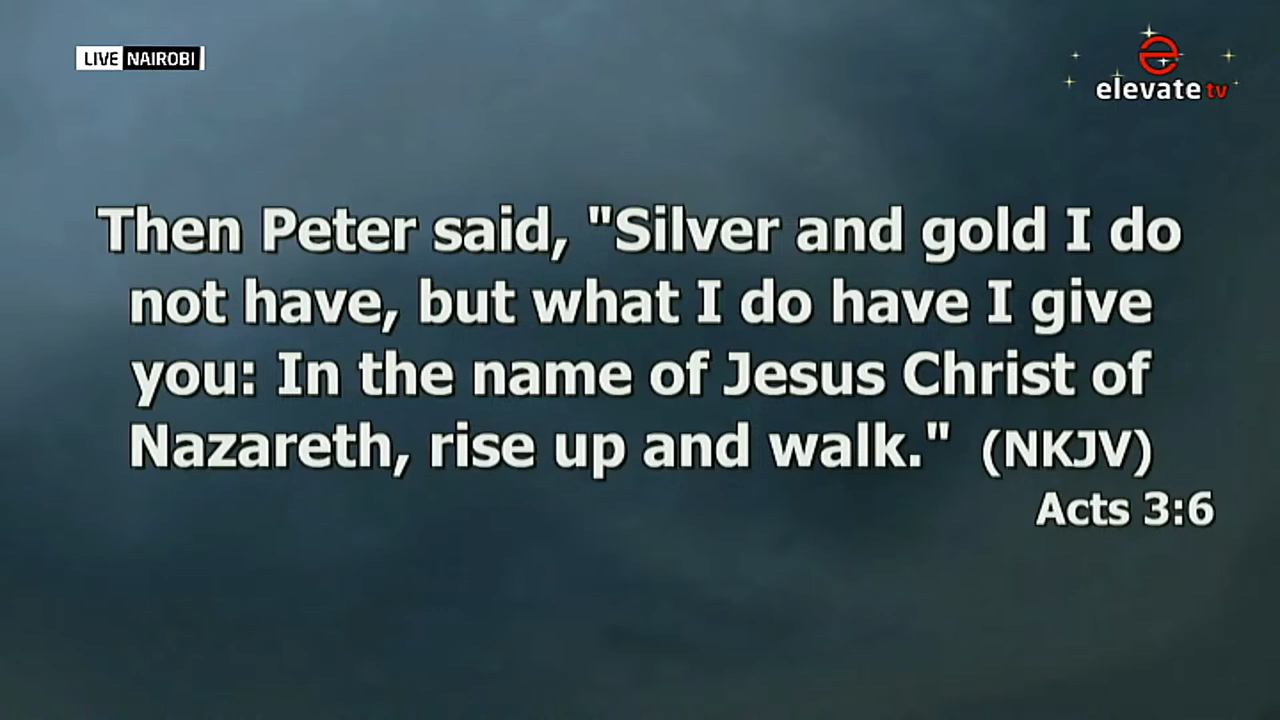 LIVE NAIROBI
elevate tv
Then Peter said, "Silver and gold I do
not have, but what I do have I give
you: In the name of Jesus Christ of
Nazareth, rise up and walk." (NKJV)
Acts 3:6